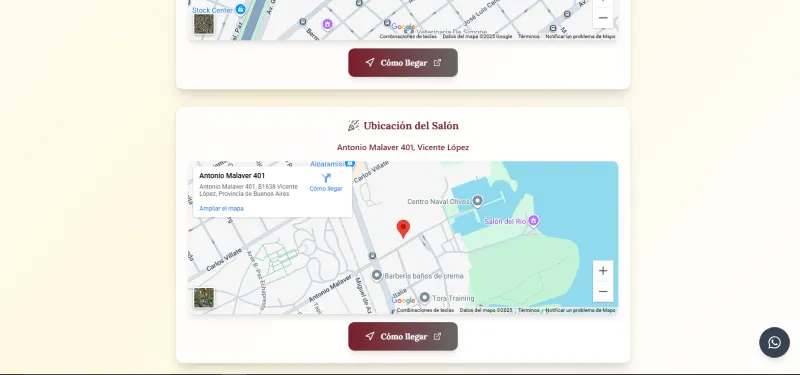 Stock Center
Av. G
José Luis Can
Google
Veterinaria De Simone
Combinaciones de teclas
Datos del mapa ©2025 Google
Términos
Notificar un problema de Maps
Cómo llegar
Ubicación del Salón
Antonio Malaver 401, Vicente López
Antonio Malaver 401
Antonio Malaver 401, B1638 Vicente
López, Provincia de Buenos Aires
Cómo llegar
Ampliar el mapa
Carlos Villate
Centro Naval Olivos
Salón del Río
Carlos Villate
Barbería baños de crema
Antonio Malaver
Miguel de Az
Italia
Tora Training
Google
Combinaciones de teclas
Datos del mapa ©2025
Términos
Notificar un problema de Maps
Cómo llegar